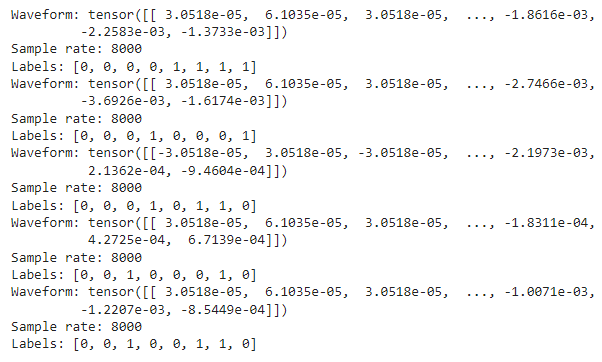 Waveform: tensor([[ 3.0518e-05,  6.1035e-05,  3.0518e-05,  ..., -1.8616e-03,
         -2.2583e-03, -1.3733e-03]])
Sample rate: 8000
Labels: [0, 0, 0, 0, 1, 1, 1, 1]
Waveform: tensor([[ 3.0518e-05,  6.1035e-05,  3.0518e-05,  ..., -2.7466e-03,
         -3.6926e-03, -1.6174e-03]])
Sample rate: 8000
Labels: [0, 0, 0, 1, 0, 0, 0, 1]
Waveform: tensor([[-3.0518e-05,  3.0518e-05, -3.0518e-05,  ..., -2.1973e-03,
          2.1362e-04, -9.4604e-04]])
Sample rate: 8000
Labels: [0, 0, 0, 1, 0, 1, 1, 0]
Waveform: tensor([[ 3.0518e-05,  6.1035e-05,  3.0518e-05,  ..., -1.8311e-04,
          4.2725e-04,  6.7139e-04]])
Sample rate: 8000
Labels: [0, 0, 1, 0, 0, 0, 1, 0]
Waveform: tensor([[ 3.0518e-05,  6.1035e-05,  3.0518e-05,  ..., -1.0071e-03,
         -1.2207e-03, -8.5449e-04]])
Sample rate: 8000
Labels: [0, 0, 1, 0, 0, 1, 1, 0]